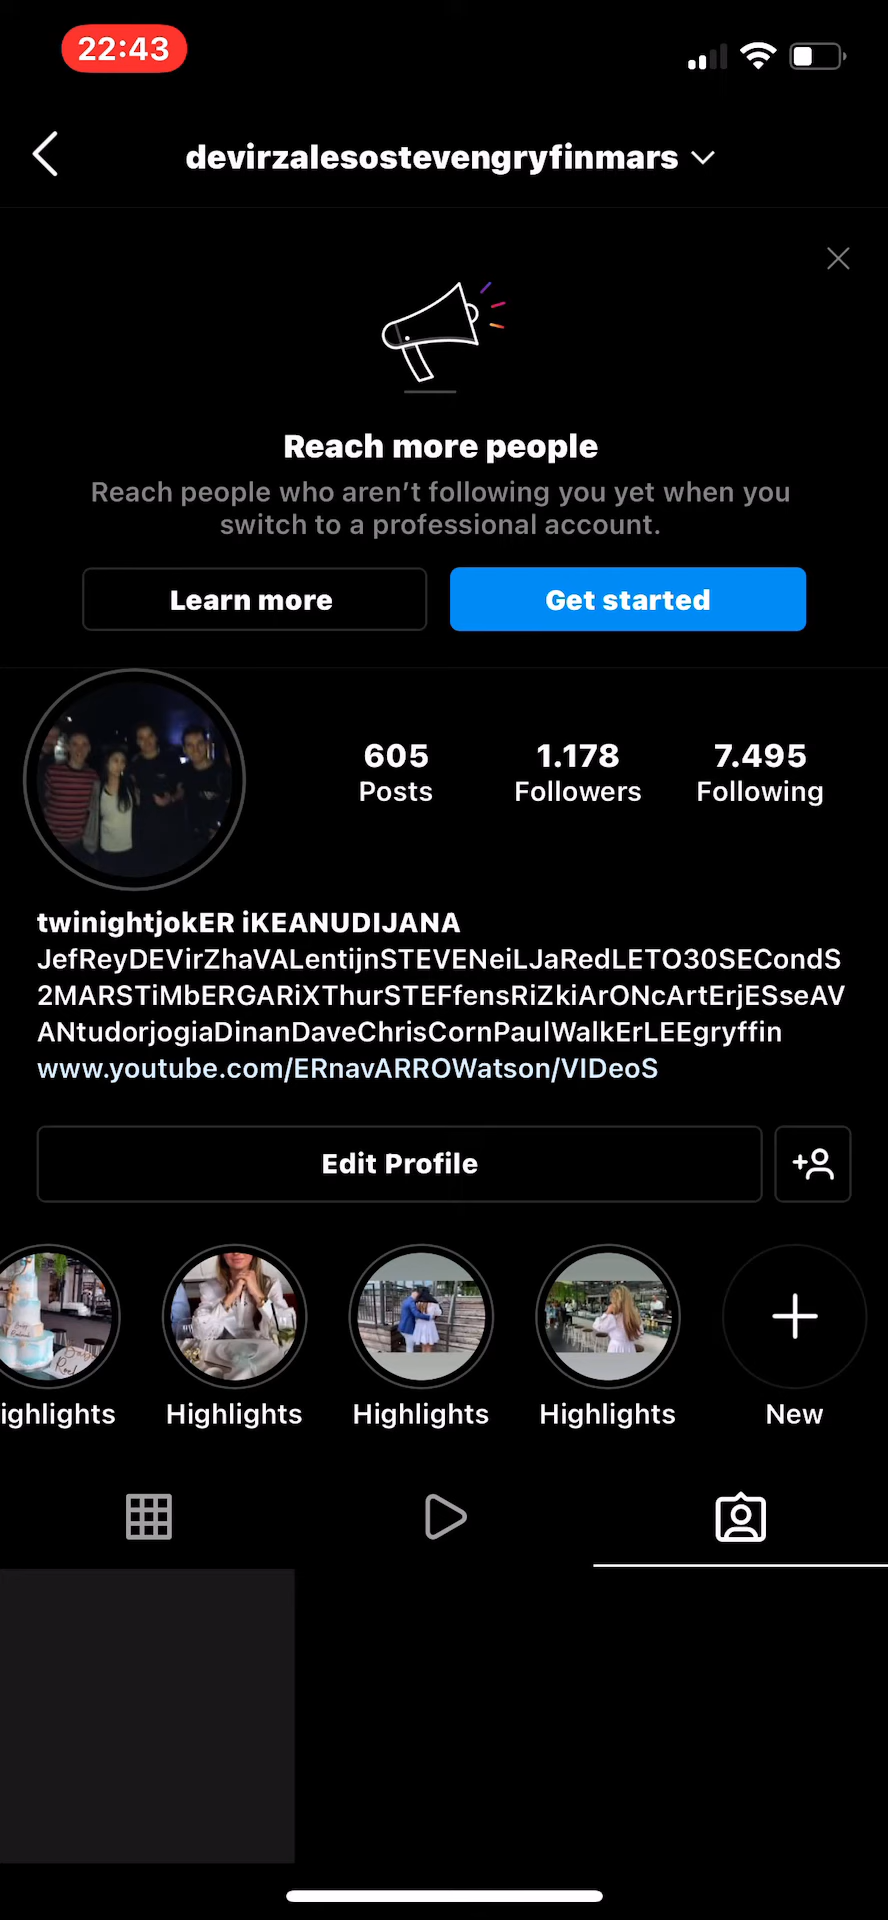 22:43
devirzalesostevengryfinmars
Reach more people
Reach people who aren’t following you yet when you
switch to a professional account.
Learn more
Get started
605
1.178
7.495
Posts
Followers
Following
twinightjokER iKEANUDIJANA
JefReyDEVirZhaVALentijnSTEVENeiLJaRedLETO30SECondS
2MARSTiMbERGARiXThurSTEFfensRiZkiArONcArtErjESseAV
ANtudorjogiaDinanDaveChrisCornPaulWalkErLEEgryffin
www.youtube.com/ERnavARROWatson/VIDeoS
Edit Profile
ighlights
Highlights
Highlights
Highlights
New